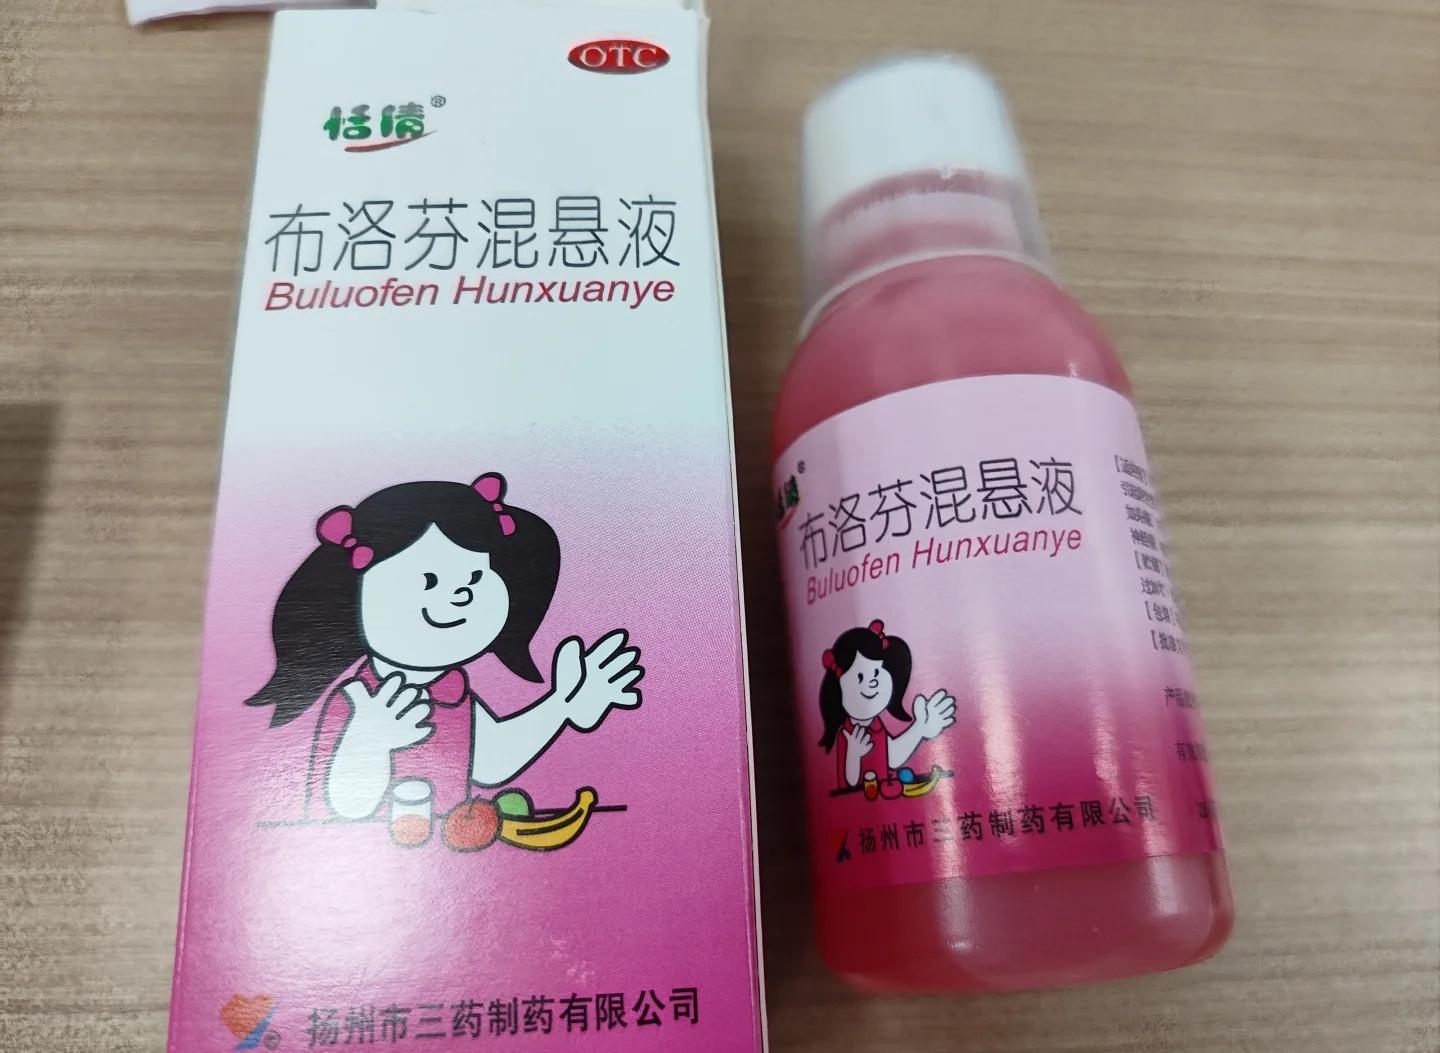 OTC
恬倩®
布洛芬混悬液
Buluofen Hunxuanye
扬州市三药制药有限公司
布洛芬混悬液
Buluofen Hunxuanye
扬州市三药制药有限公司